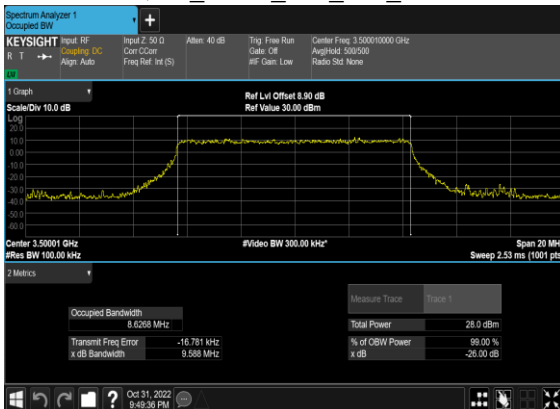 Spectrum Analyzer 1
Occupied BW
KEYSIGHT
R T
Input: RF
Coupling: DC
Align: Auto
Input Z: 50 Ω
Corr CCorr
Freq Ref: Int (S)
Atten: 40 dB
Trig: Free Run
Gate: Off
#IF Gain: Low
Center Freq: 3.500010000 GHz
Avg|Hold: 500/500
Radio Std: None
1 Graph
Scale/Div 10.0 dB
Ref Lvl Offset 8.90 dB
Ref Value 30.00 dBm
Log
20.0
10.0
0.00
-10.0
-20.0
-30.0
-40.0
-50.0
-60.0
Center 3.50001 GHz
#Res BW 100.00 kHz
#Video BW 300.00 kHz*
Span 20 MH
Sweep 2.53 ms (1001 pts
2 Metrics
Measure Trace Trace 1
Occupied Bandwidth
8.6268 MHz
Total Power 28.0 dBm
Transmit Freq Error -16.781 kHz
% of OBW Power 99.00 %
x dB Bandwidth 9.588 MHz
x dB -26.00 dB
?
Oct 31, 2022
9:49:36 PM